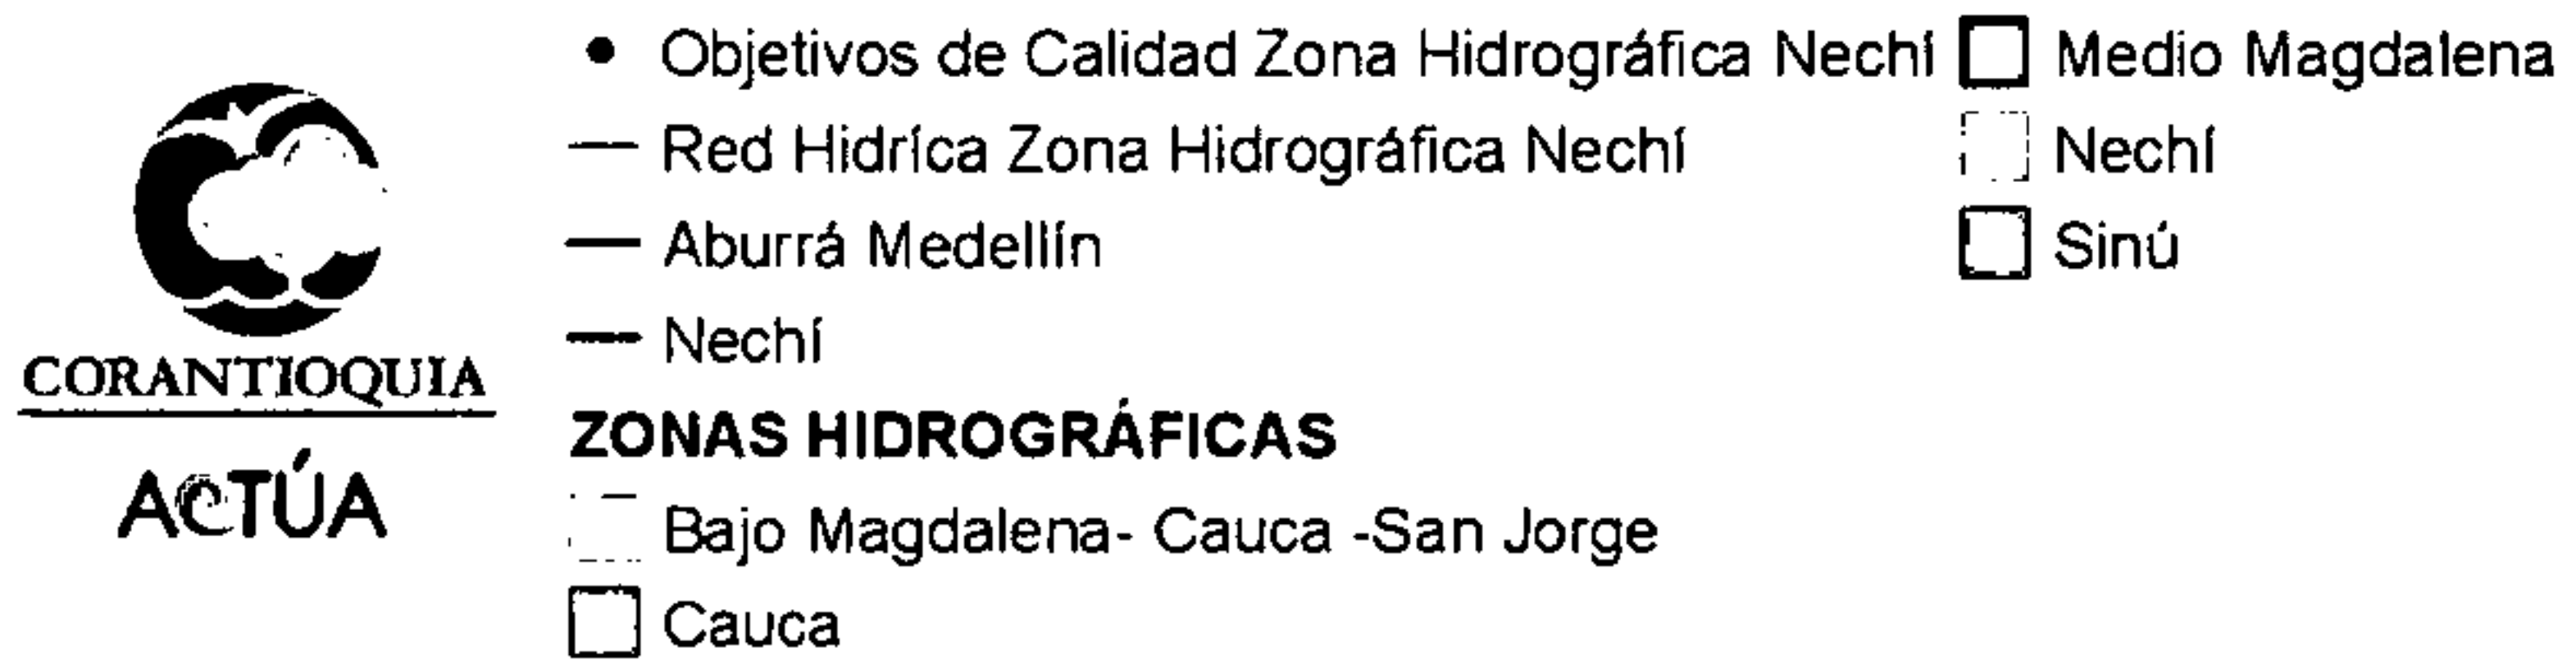 CORANTIOQUIA
ACTÚA
Objetivos de Calidad Zona Hidrográfica Nechí
Red Hidríca Zona Hidrográfica Nechí
Aburrá Medellín
Nechí
ZONAS HIDROGRÁFICAS
Bajo Magdalena- Cauca -San Jorge
Cauca
Medio Magdalena
Nechí
Sinú